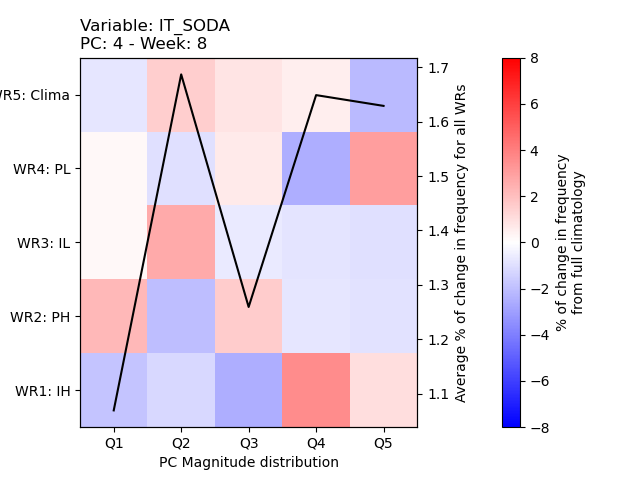 Variable: IT_SODA
PC: 4 - Week: 8
R5: Clima
WR4: PL
WR3: IL
WR2: PH
WR1: IH
Q1 Q2 Q3 Q4 Q5
PC Magnitude distribution
1.7
1.6
1.5
1.4
1.3
1.2
1.1
Average % of change in frequency for all WRs
8
6
4
2
0
−2
−4
−6
−8
% of change in frequency
from full climatology